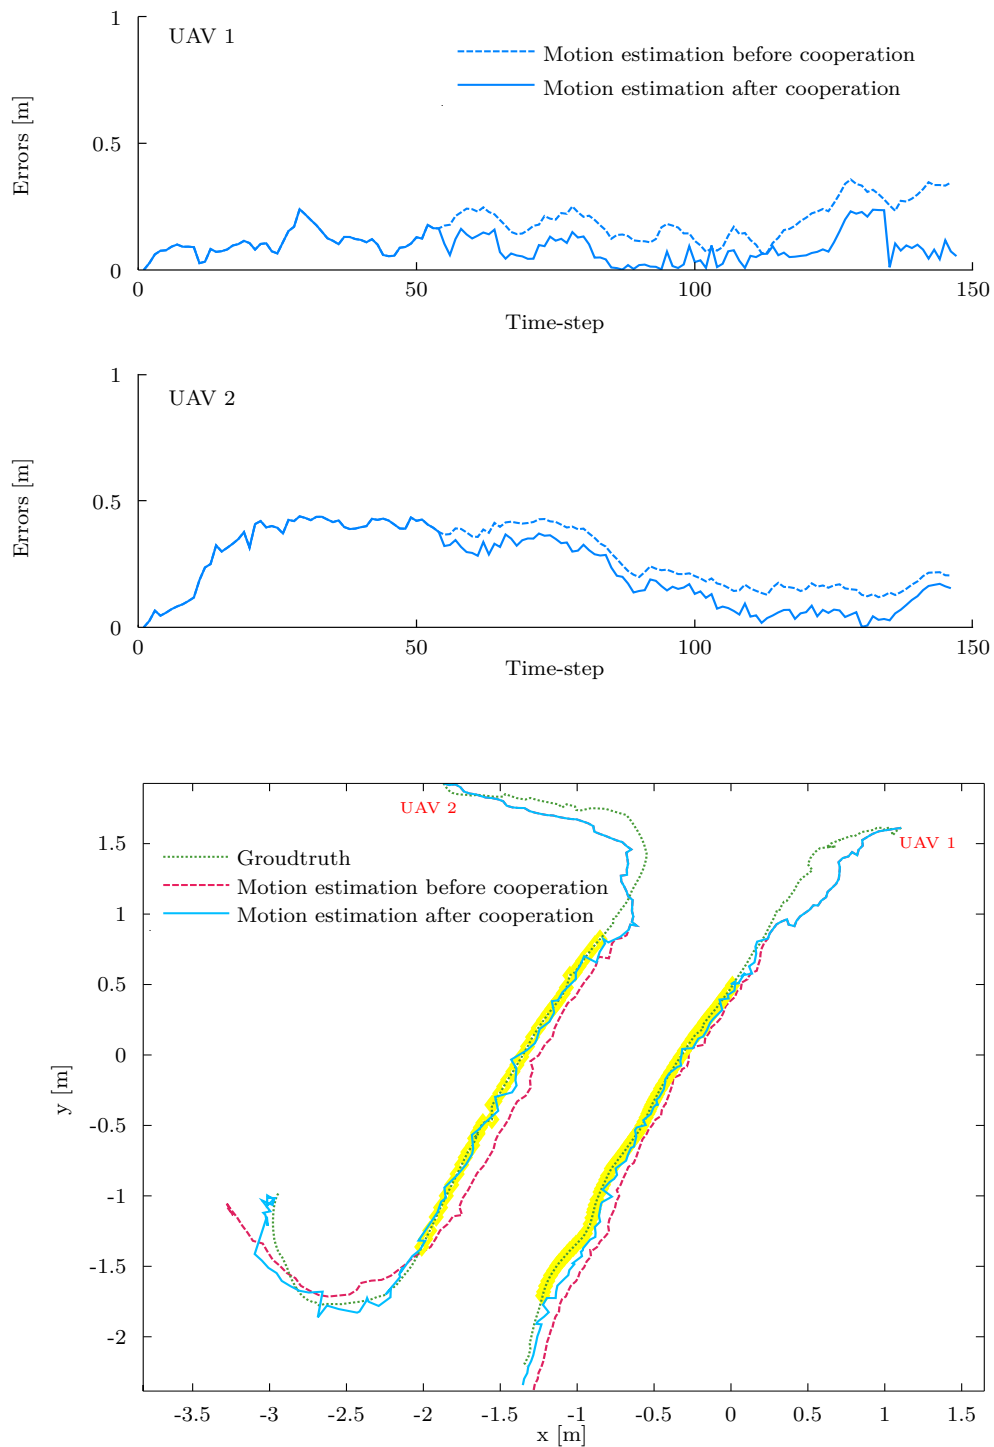 1
UAV 1
Motion estimation before cooperation
Motion estimation after cooperation
Errors [m]
0.5
0
0 50 100 150
Time-step
1
UAV 2
Errors [m]
0.5
0
0 50 100 150
Time-step
UAV 2
UAV 1
1.5
Groudtruth
Motion estimation before cooperation
Motion estimation after cooperation
1
0.5
0
y [m]
-0.5
-1
-1.5
-2
-3.5 -3 -2.5 -2 -1.5 -1 -0.5 0 0.5 1 1.5
x [m]